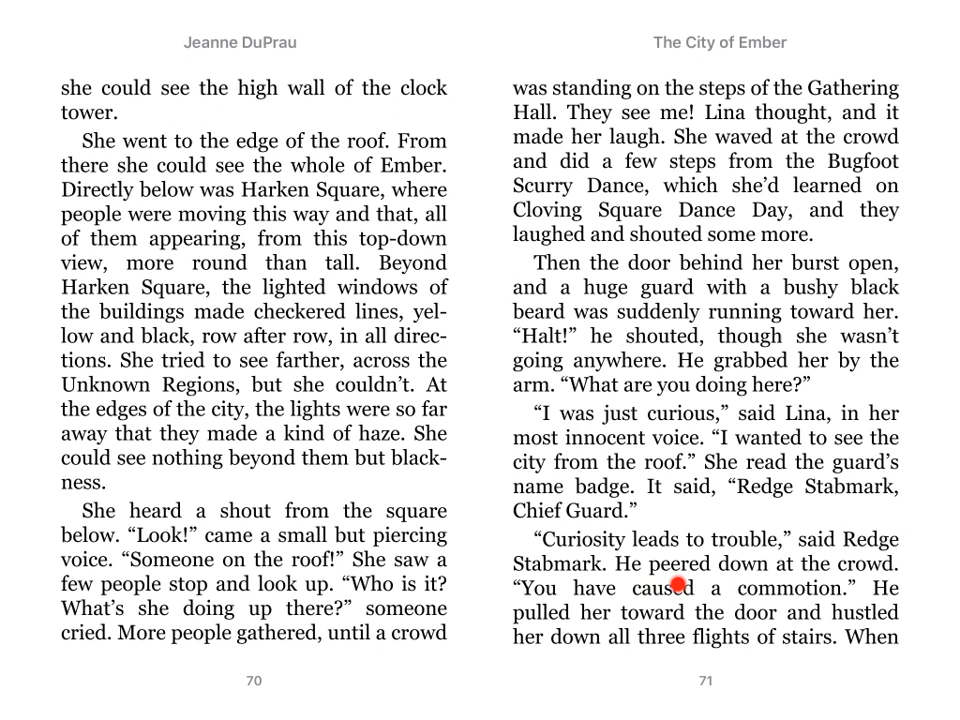 Jeanne DuPrau
she could see the high wall of the clock
tower.
She went to the edge of the roof. From
there she could see the whole of Ember.
Directly below was Harken Square, where
people were moving this way and that, all
of them appearing, from this top-down
view, more round than tall. Beyond
Harken Square, the lighted windows of
the buildings made checkered lines, yel-
low and black, row after row, in all direc-
tions. She tried to see farther, across the
Unknown Regions, but she couldn’t. At
the edges of the city, the lights were so far
away that they made a kind of haze. She
could see nothing beyond them but black-
ness.
She heard a shout from the square
below. “Look!” came a small but piercing
voice. “Someone on the roof!” She saw a
few people stop and look up. “Who is it?
What’s she doing up there?” someone
cried. More people gathered, until a crowd
70
The City of Ember
was standing on the steps of the Gathering
Hall. They see me! Lina thought, and it
made her laugh. She waved at the crowd
and did a few steps from the Bugfoot
Scurry Dance, which she’d learned on
Cloving Square Dance Day, and they
laughed and shouted some more.
Then the door behind her burst open,
and a huge guard with a bushy black
beard was suddenly running toward her.
“Halt!” he shouted, though she wasn’t
going anywhere. He grabbed her by the
arm. “What are you doing here?”
“I was just curious,” said Lina, in her
most innocent voice. “I wanted to see the
city from the roof.” She read the guard’s
name badge. It said, “Redge Stabmark,
Chief Guard.”
“Curiosity leads to trouble,” said Redge
Stabmark. He peered down at the crowd.
“You have caused a commotion.” He
pulled her toward the door and hustled
her down all three flights of stairs. When
71